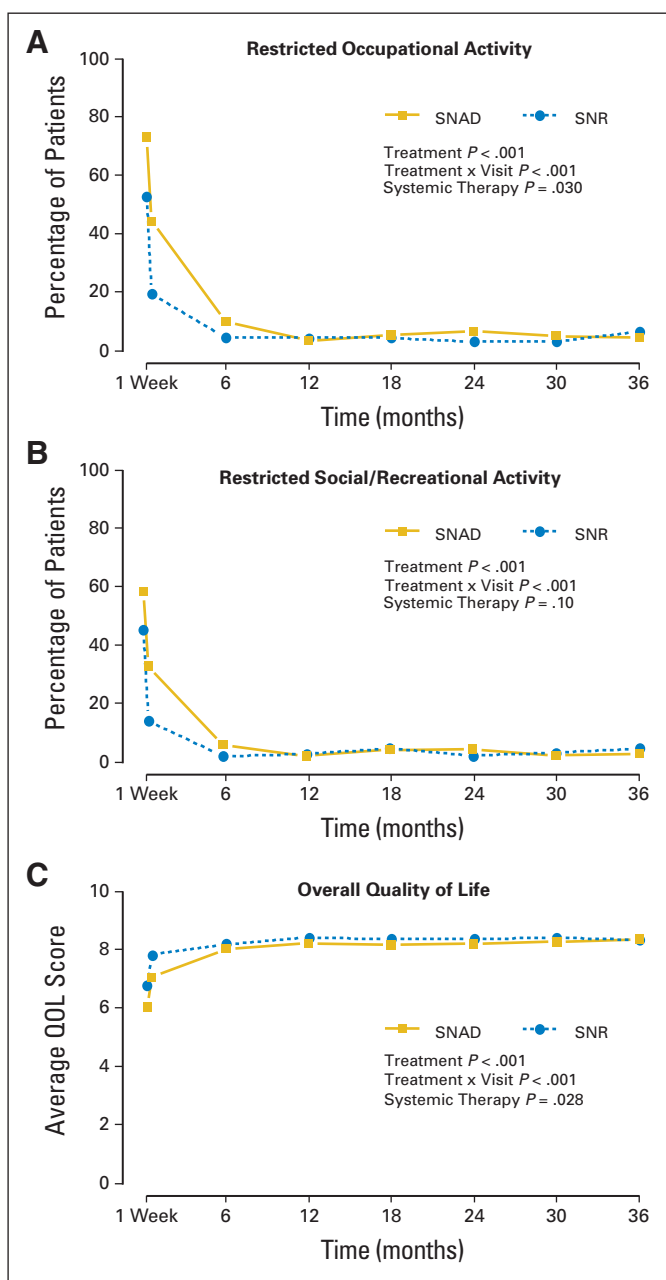 A
Restricted Occupational Activity
Percentage of Patients
100
80
60
40
20
0
SNAD
SNR
Treatment P < .001
Treatment x Visit P < .001
Systemic Therapy P = .030
1 Week 6 12 18 24 30 36
Time (months)
B
Restricted Social/Recreational Activity
Percentage of Patients
100
80
60
40
20
0
SNAD
SNR
Treatment P < .001
Treatment x Visit P < .001
Systemic Therapy P = .10
1 Week 6 12 18 24 30 36
Time (months)
C
Overall Quality of Life
Average QOL Score
10
8
6
4
2
0
SNAD
SNR
Treatment P < .001
Treatment x Visit P < .001
Systemic Therapy P = .028
1 Week 6 12 18 24 30 36
Time (months)